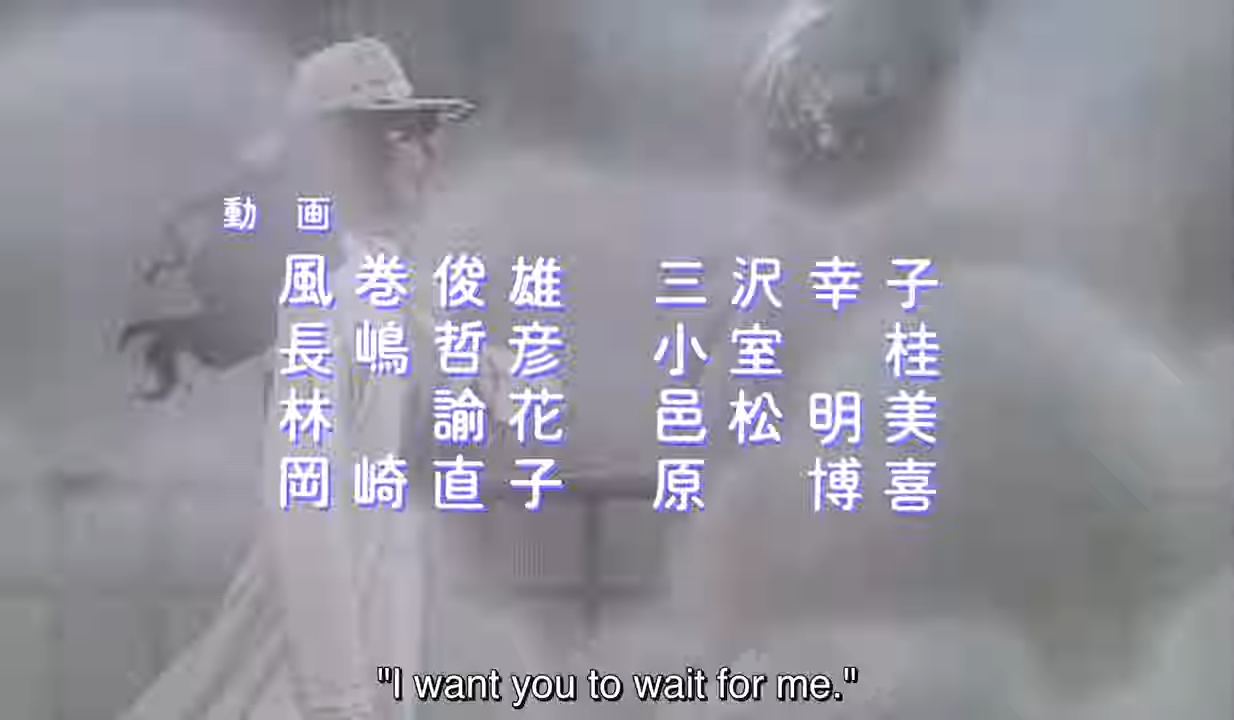 動 画
風巻俊雄 三沢幸子
長嶋哲彦 小室 桂
林 諭花 邑松明美
岡崎直子 原 博喜
"I want you to wait for me."